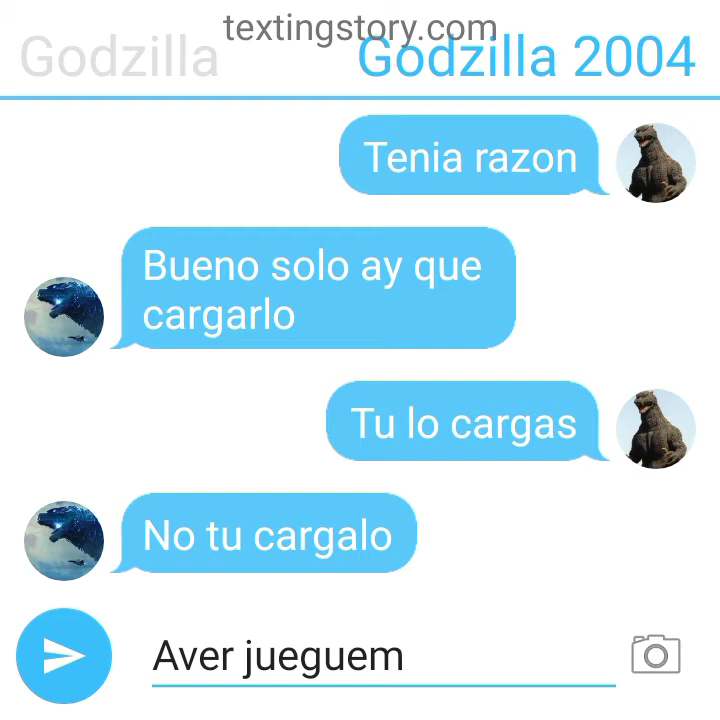 textingstory.com
Godzilla
Godzilla 2004
Tenia razon
Bueno solo ay que
cargarlo
Tu lo cargas
No tu cargalo
Aver jueguem